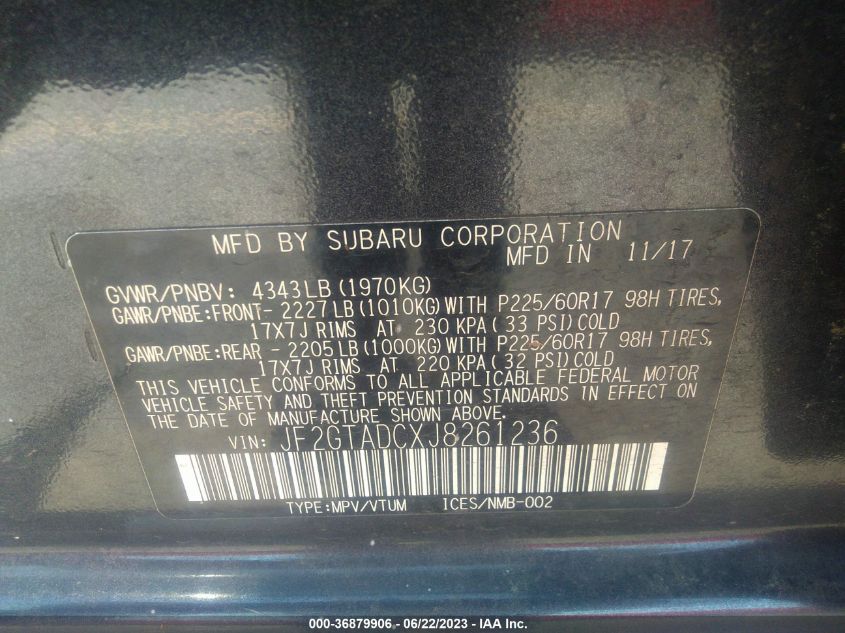 MFD BY SUBARU CORPORATION
MFD IN 11/17
GVWR/PNBV: 4343LB(1970KG)
GAWR/PNBE:FRONT- 2227LB(1010KG)WITH P225/60R17 98H TIRES,
17X7J RIMS AT 230 KPA( 33 PSI)COLD
GAWR/PNBE:REAR - 2205LB(1000KG)WITH P225/60R17 98H TIRES,
17X7J RIMS AT 220 KPA( 32 PSI)COLD
THIS VEHICLE CONFORMS TO ALL APPLICABLE FEDERAL MOTOR
VEHICLE SAFETY AND THEFT PREVENTION STANDARDS IN EFFECT ON
THE DATE OF MANUFACTURE SHOWN ABOVE.
VIN: JF2GTADCXJ8261236
TYPE:MPV/VTUM ICES/NMB-002
000-36879906 - 06/22/2023 - IAA Inc.